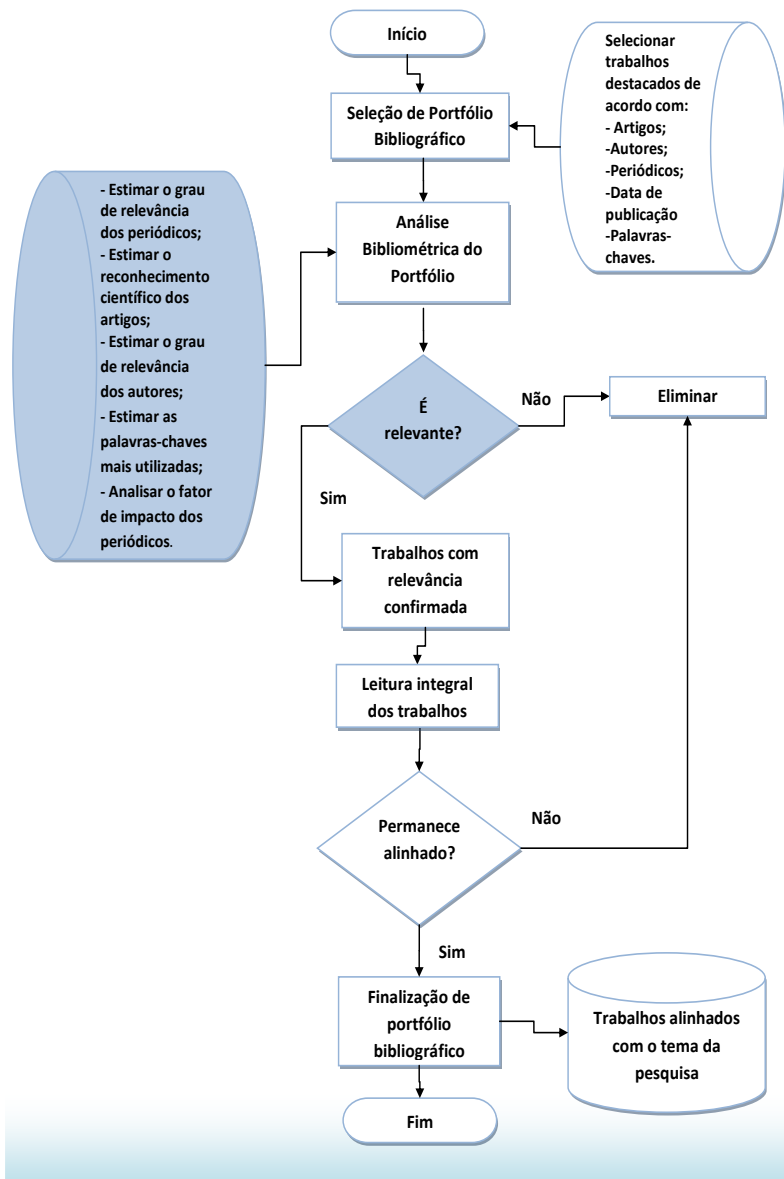 Início
Seleção de Portfólio
Bibliográfico
Selecionar
trabalhos
destacados de
acordo com:
- Artigos;
-Autores;
-Periódicos;
-Data de
publicação
-Palavras-
chaves.
- Estimar o grau
de relevância
dos periódicos;
- Estimar o
reconhecimento
científico dos
artigos;
- Estimar o grau
de relevância
dos autores;
- Estimar as
palavras-chaves
mais utilizadas;
- Analisar o fator
de impacto dos
periódicos.
Análise
Bibliométrica do
Portfólio
É
relevante?
Não
Eliminar
Sim
Trabalhos com
relevância
confirmada
Leitura integral
dos trabalhos
Permanece
alinhado?
Não
Sim
Finalização de
portfólio
bibliográfico
Trabalhos alinhados
com o tema da
pesquisa
Fim